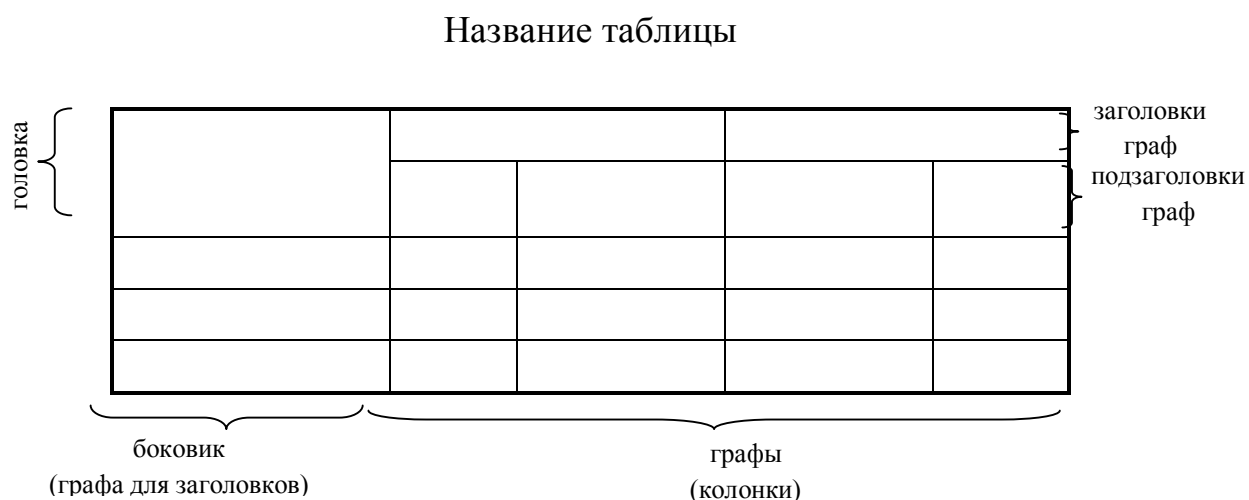 Название таблицы
головка
заголовки
граф
подзаголовки
граф
боковик
(графа для заголовков)
графы
(колонки)